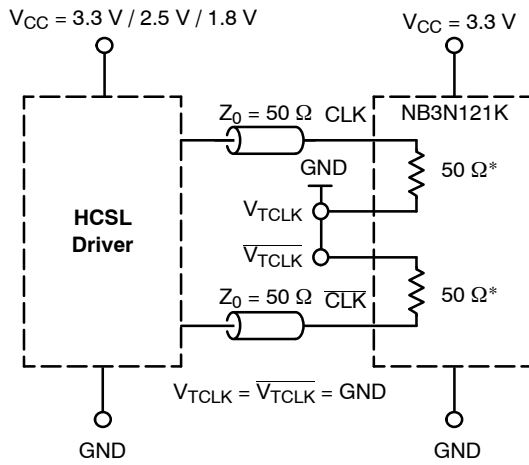 V_CC = 3.3 V / 2.5 V / 1.8 V
V_CC = 3.3 V
Z_0 = 50 Ω CLK
NB3N121K
GND
50 Ω*
V_TCLK
HCSL
Driver
V̅_T̅C̅L̅K̅
Z_0 = 50 Ω C̅L̅K̅
50 Ω*
V_TCLK = V̅_T̅C̅L̅K̅ = GND
GND
GND